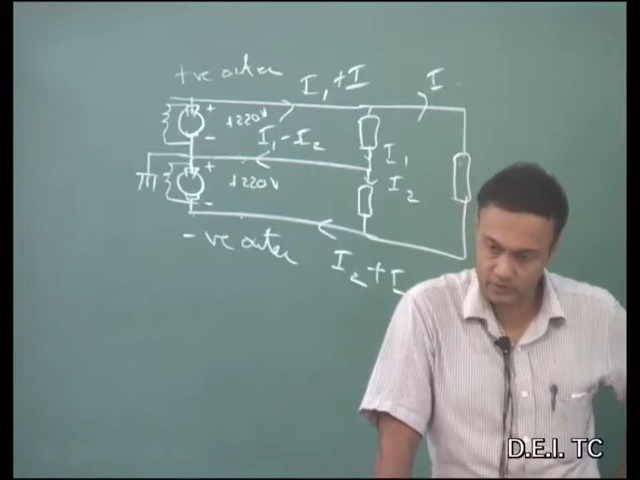 +ve outer
I₁ + I
I
+
+220V
-
I₁ - I₂
I₁
+
+220V
I₂
-
-ve outer
I₂ + I
D.E.I. TC